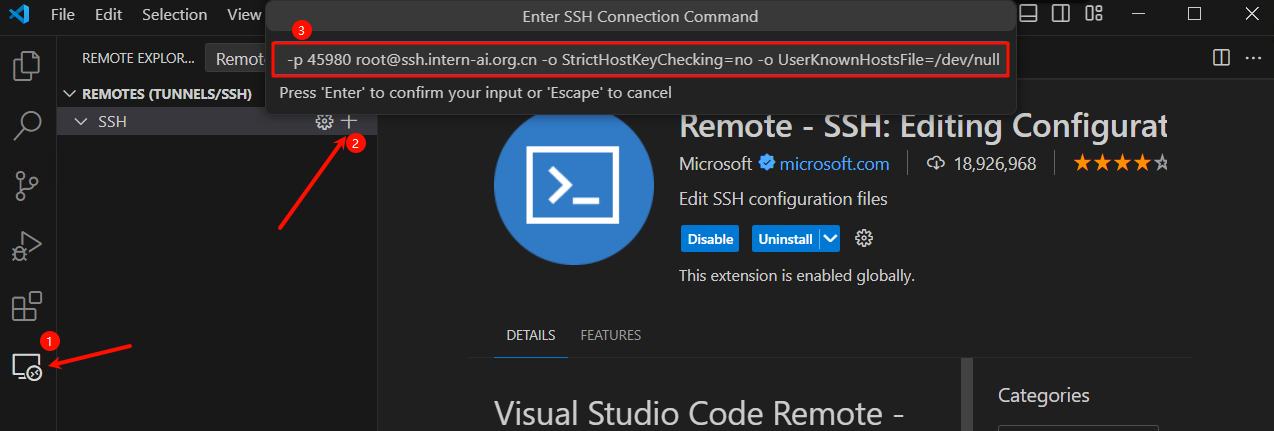 File Edit Selection View
Enter SSH Connection Command
3
-p 45980 root@ssh.intern-ai.org.cn -o StrictHostKeyChecking=no -o UserKnownHostsFile=/dev/null
Press 'Enter' to confirm your input or 'Escape' to cancel
REMOTE EXPLOR... Remote
REMOTES (TUNNELS/SSH)
SSH
2
1
Remote - SSH: Editing Configurat
Microsoft microsoft.com 18,926,968
Edit SSH configuration files
Disable Uninstall
This extension is enabled globally.
DETAILS FEATURES
Visual Studio Code Remote -
Categories